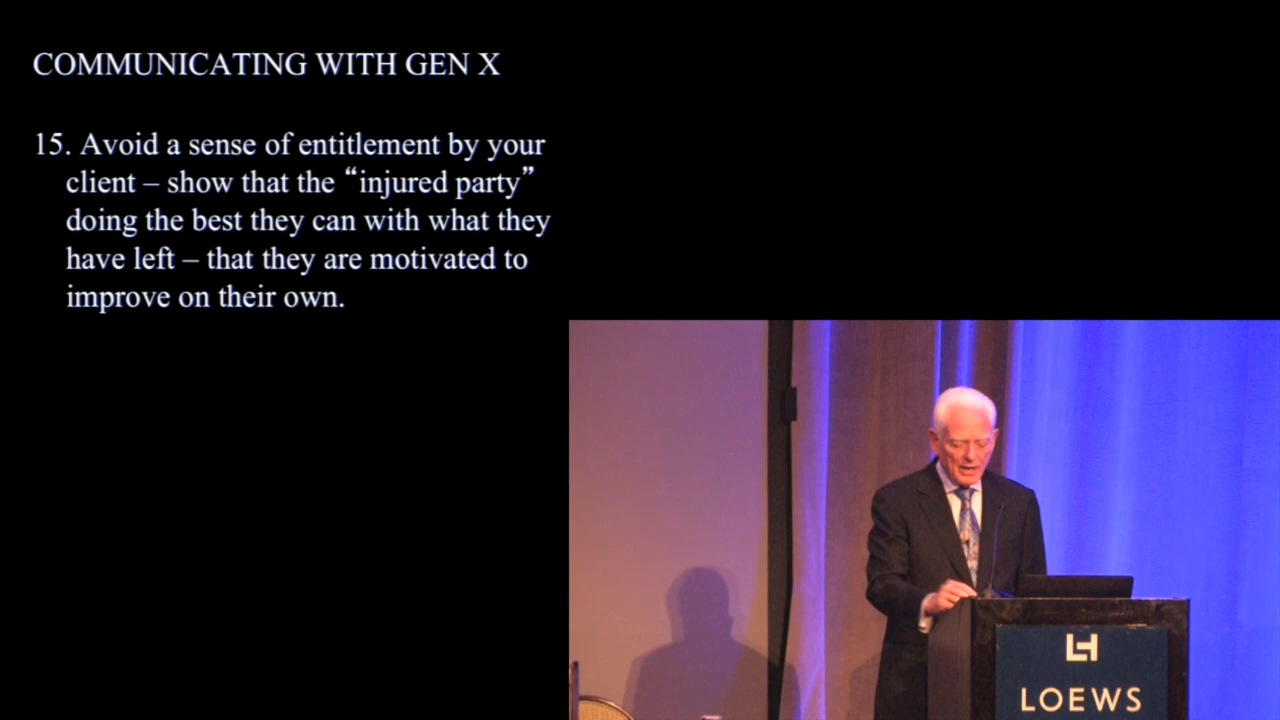 COMMUNICATING WITH GEN X
15. Avoid a sense of entitlement by your
client – show that the “injured party”
doing the best they can with what they
have left – that they are motivated to
improve on their own.
LOEWS